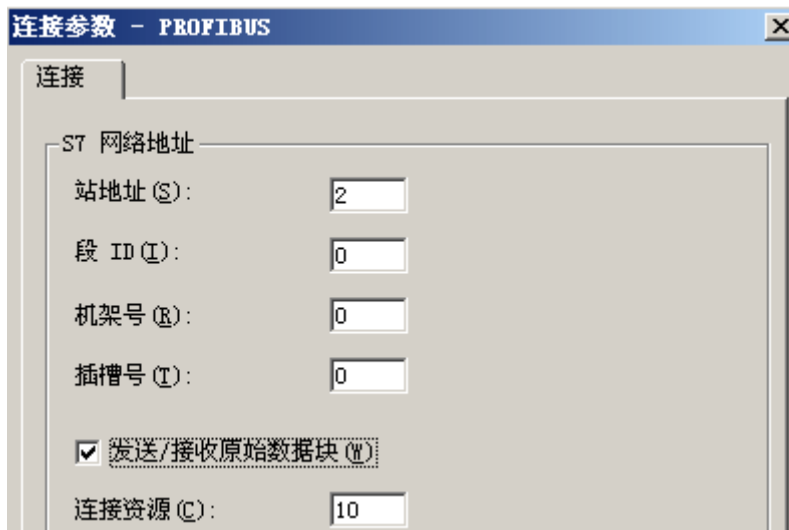 连接参数 - PROFIBUS
连接
S7 网络地址
站地址(S): 2
段 ID(I): 0
机架号(R): 0
插槽号(T): 0
发送/接收原始数据块(W)
连接资源(C): 10